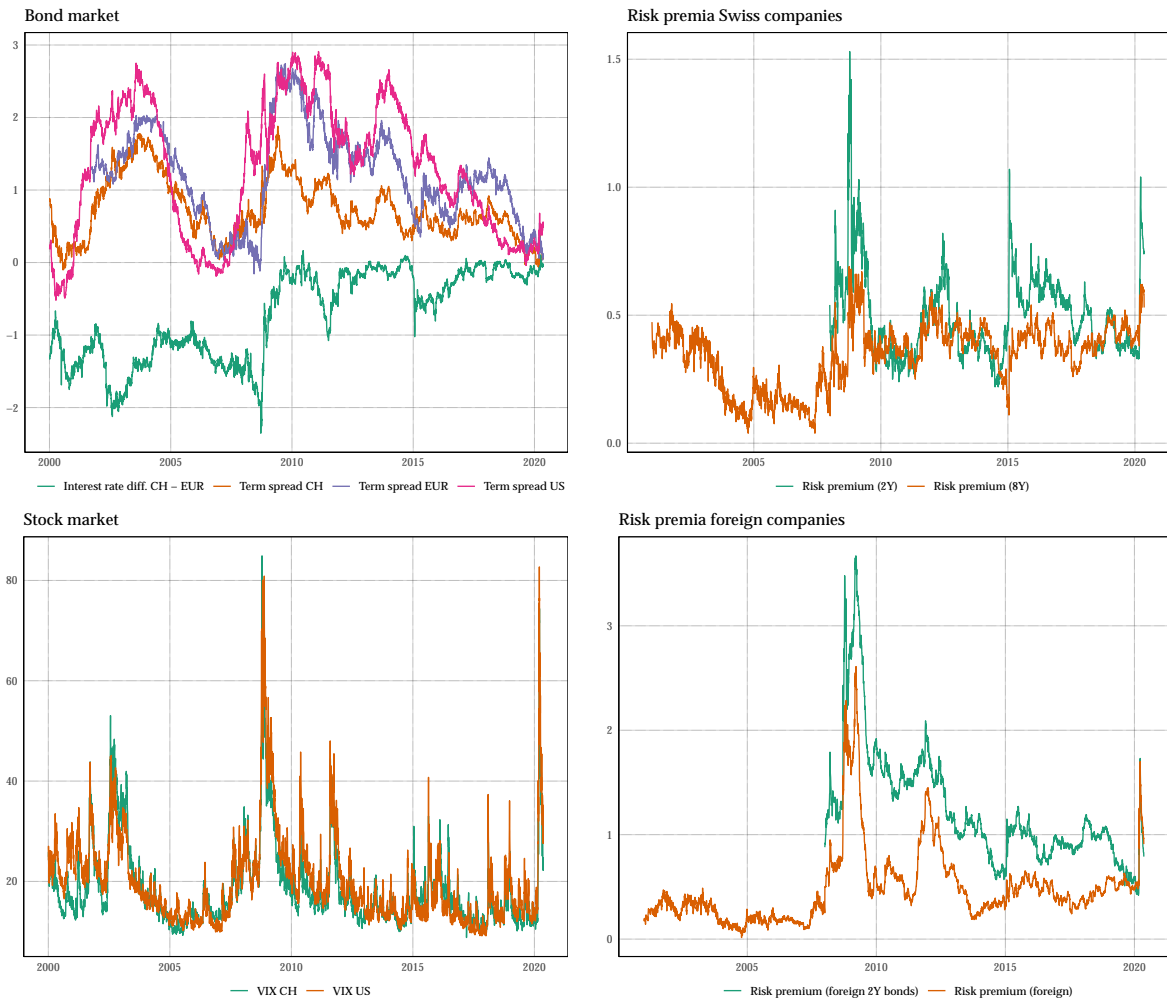 Bond market
3
2
1
0
−1
−2
2000
2005
2010
2015
2020
Interest rate diff. CH − EUR
Term spread CH
Term spread EUR
Term spread US
Risk premia Swiss companies
1.5
1.0
0.5
0.0
2005
2010
2015
2020
Risk premium (2Y)
Risk premium (8Y)
Stock market
80
60
40
20
2000
2005
2010
2015
2020
VIX CH
VIX US
Risk premia foreign companies
3
2
1
0
2005
2010
2015
2020
Risk premium (foreign 2Y bonds)
Risk premium (foreign)